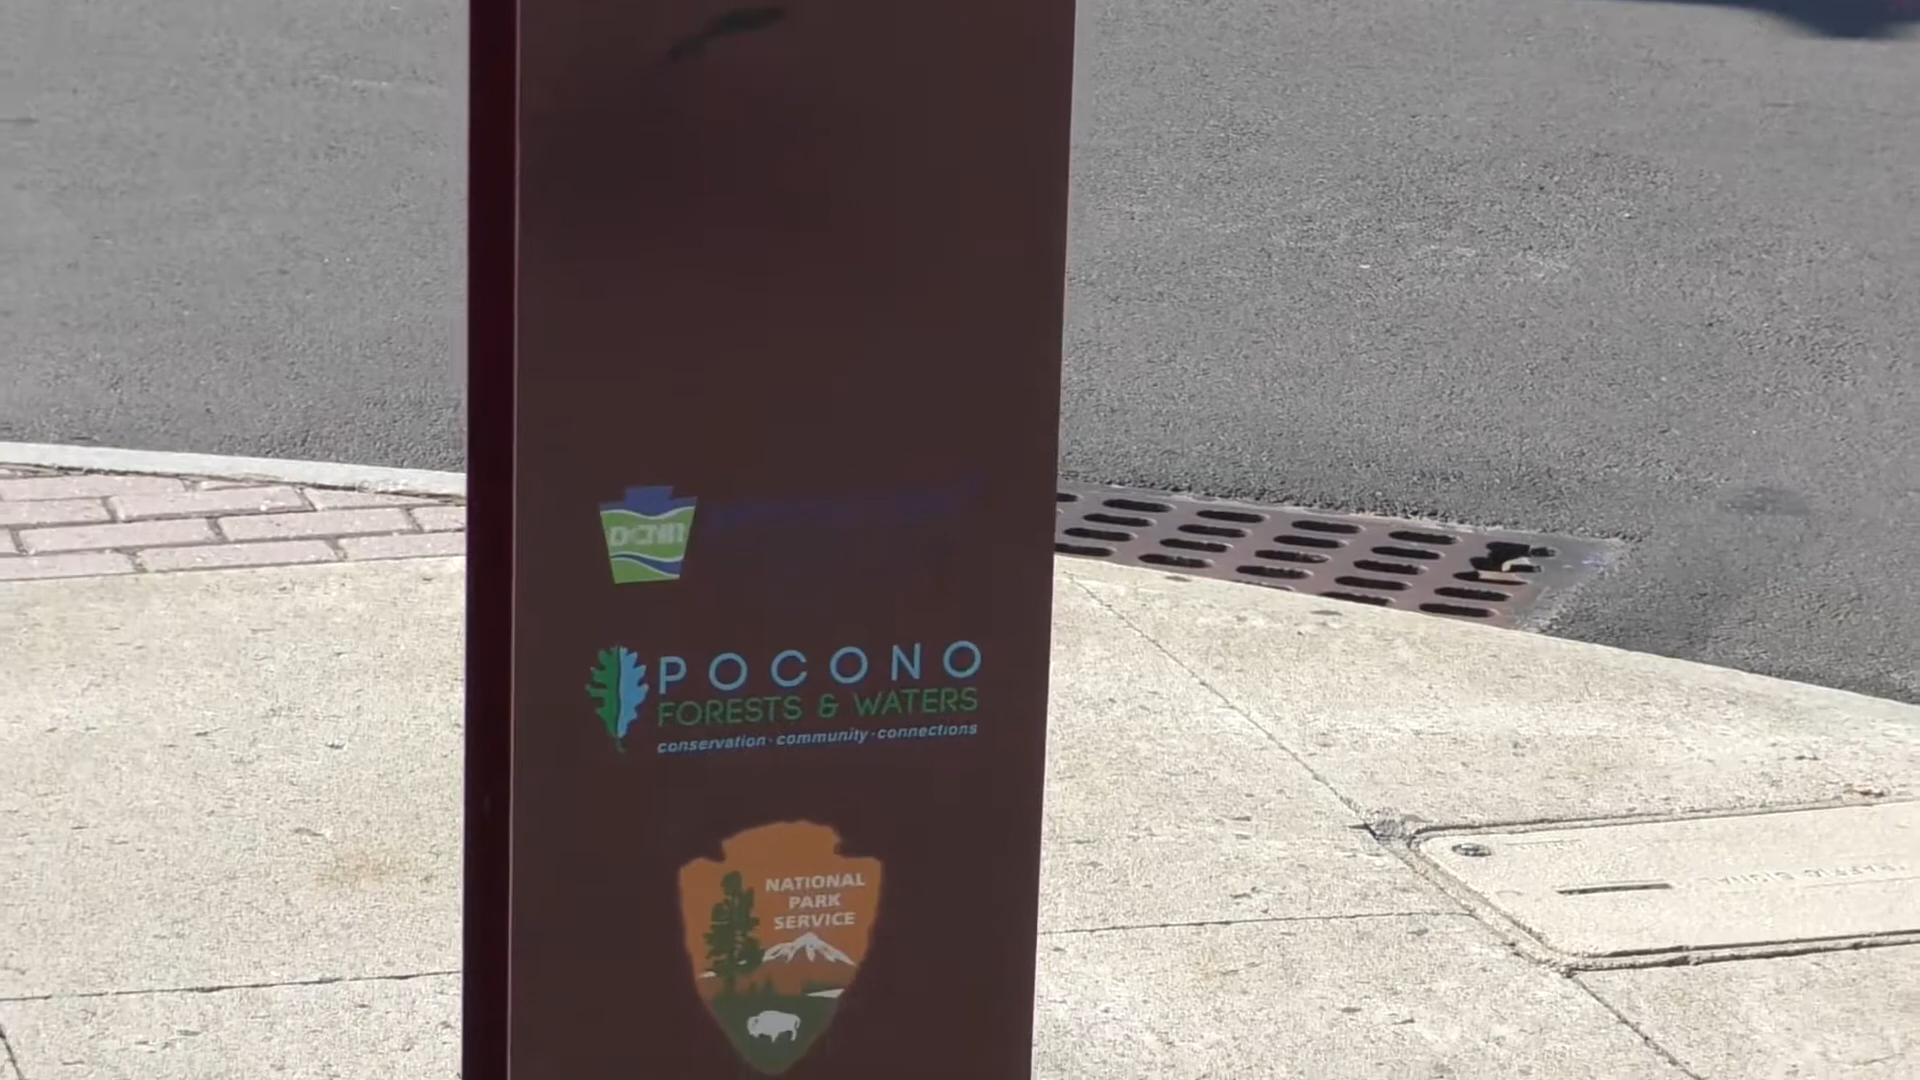 DCNR
POCONO
FORESTS & WATERS
conservation · community · connections
NATIONAL
PARK
SERVICE